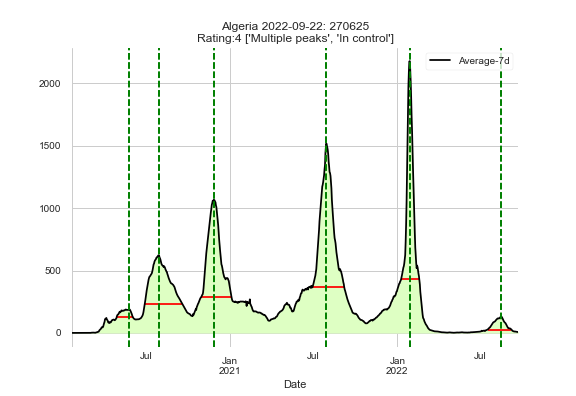 Algeria 2022-09-22: 270625
Rating:4 ['Multiple peaks', 'In control']
Average-7d
2000
1500
1000
500
0
Jul
Jan
2021
Jul
Jan
2022
Jul
Date